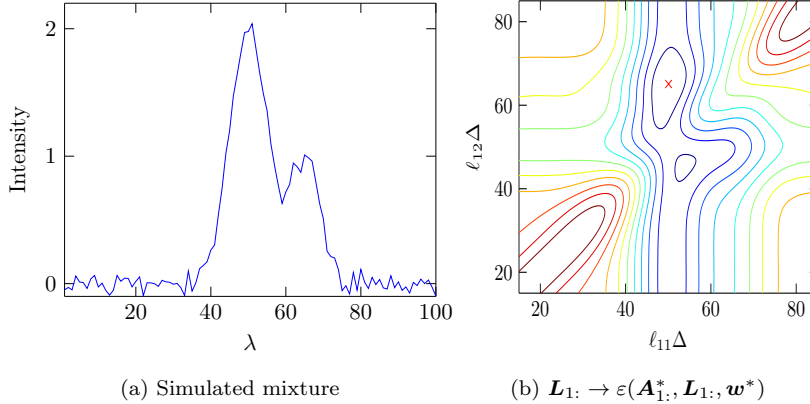 2
1
0
Intensity
20
40
60
80
100
λ
(a) Simulated mixture
80
60
40
20
ℓ₁₂Δ
20
40
60
80
ℓ₁₁Δ
x
(b) L₁: → ε(A*₁:, L₁:, w*)